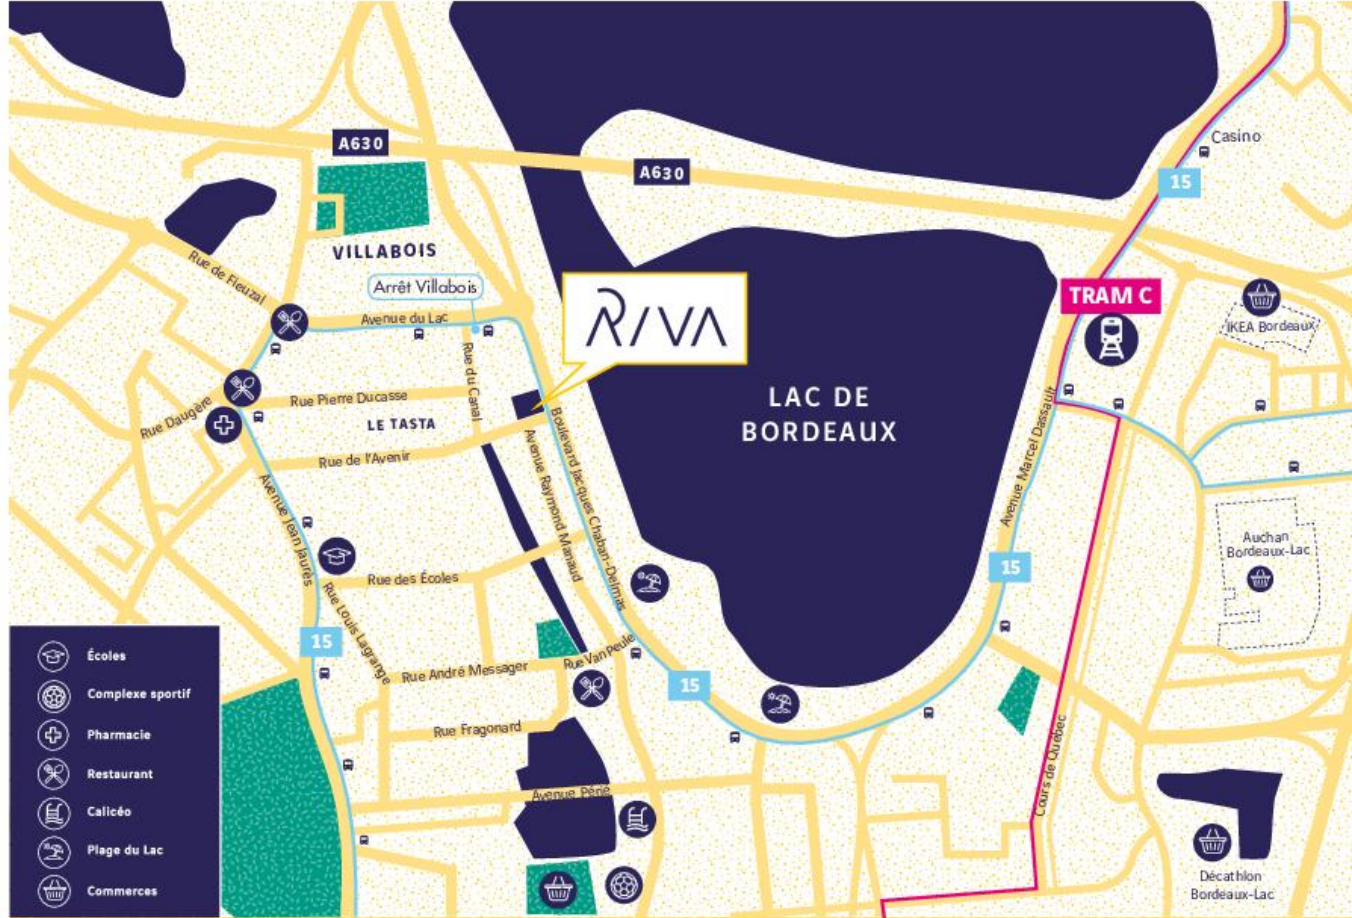 Casino
A630
A630
15
VILLABOIS
Rue de Fleuzal
Arrêt Villabois
RIVA
TRAM C
Avenue du Lac
IKEA Bordeaux
Rue du Canal
Rue Pierre Ducasse
LAC DE
BORDEAUX
Rue Daugère
LE TASTA
Avenue Marcel Dassault
Boulevard Jacques Chaban-Delmas
Avenue Raymond Manaud
Rue de l'Avenir
Avenue Jean Jaurès
Auchan
Bordeaux-Lac
15
Rue des Écoles
Rue Louis Lagrange
15
Rue Van Peule
Rue André Messager
15
Rue Fragonard
Cours de Québec
Avenue Périé
Décathlon
Bordeaux-Lac
Écoles
Complexe sportif
Pharmacie
Restaurant
Calicéo
Plage du Lac
Commerces